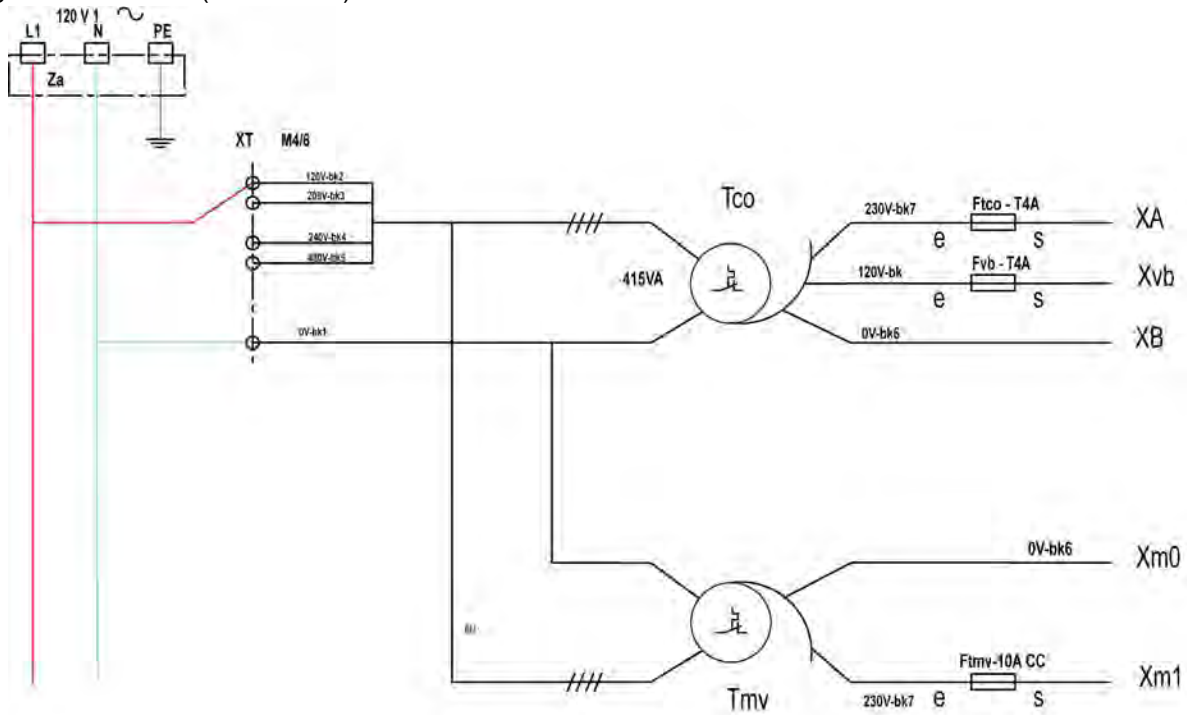 120 V 1
L1 N PE
Za
XT M4/6
120V-bk2
208V-bk3
240V-bk4
480V-bk5
0V-bk1
Tco
415VA
230V-bk7 Ftco - T4A XA
e s
120V-bk Fvb - T4A Xvb
e s
0V-bk6 XB
0V-bk6 Xm0
Ftmv-10A CC Xm1
230V-bk7 e s
Tmv